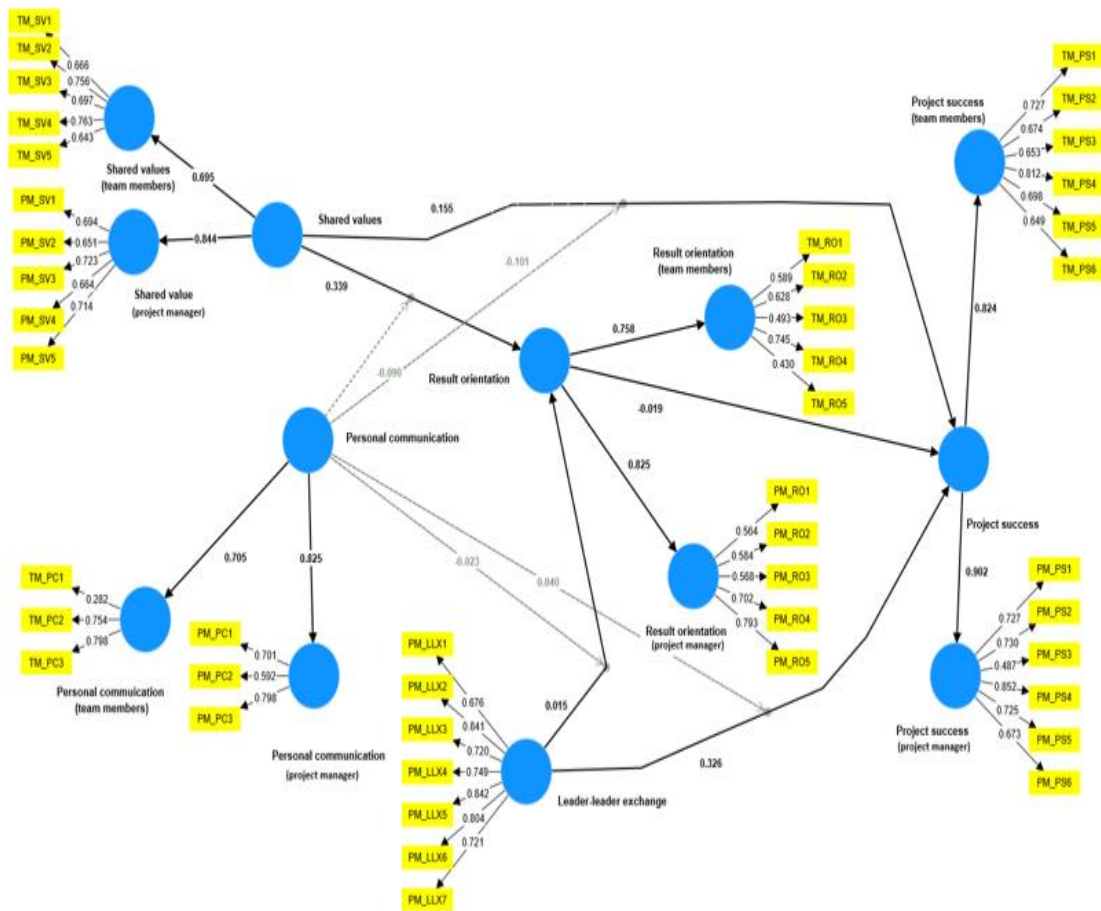 TM_SV1
TM_SV2
TM_SV3
TM_SV4
TM_SV5
0.666
0.756
0.697
0.763
0.643
Shared values
(team members)
0.695
PM_SV1
PM_SV2
PM_SV3
PM_SV4
PM_SV5
0.694
0.651
0.723
0.664
0.714
Shared value
(project manager)
0.844
Shared values
0.155
0.339
-0.101
-0.090
Project success
(team members)
TM_PS1
TM_PS2
TM_PS3
TM_PS4
TM_PS5
TM_PS6
0.727
0.674
0.653
0.812
0.698
0.649
0.824
Result orientation
(team members)
TM_RO1
TM_RO2
TM_RO3
TM_RO4
TM_RO5
0.589
0.628
0.493
0.745
0.430
0.758
Result orientation
-0.019
0.825
Personal communication
0.705
0.825
-0.023
0.040
PM_RO1
PM_RO2
PM_RO3
PM_RO4
PM_RO5
0.564
0.584
0.568
0.702
0.793
Result orientation
(project manager)
Project success
0.902
TM_PC1
TM_PC2
TM_PC3
0.282
0.754
0.798
Personal commuication
(team members)
PM_PC1
PM_PC2
PM_PC3
0.701
0.592
0.798
Personal communication
(project manager)
PM_LLX1
PM_LLX2
PM_LLX3
PM_LLX4
PM_LLX5
PM_LLX6
PM_LLX7
0.676
0.841
0.720
0.749
0.842
0.804
0.721
0.015
0.326
Leader-leader exchange
PM_PS1
PM_PS2
PM_PS3
PM_PS4
PM_PS5
PM_PS6
0.727
0.730
0.487
0.852
0.725
0.673
Project success
(project manager)